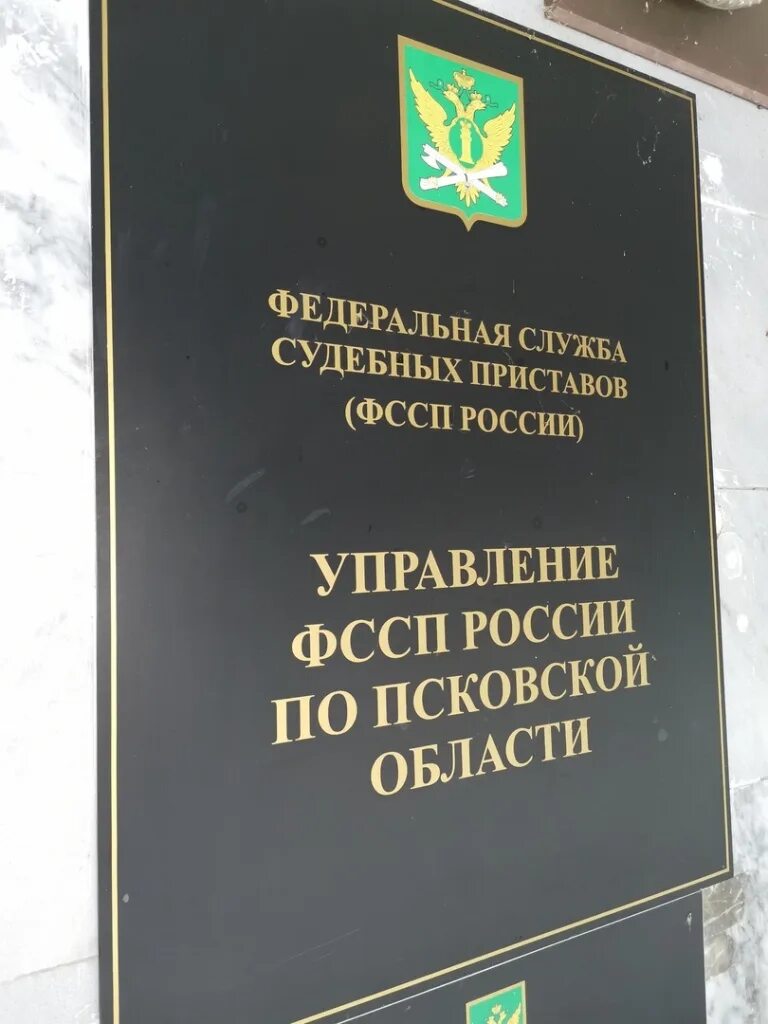 ФЕДЕРАЛЬНАЯ СЛУЖБА
СУДЕБНЫХ ПРИСТАВОВ
(ФССП РОССИИ)
УПРАВЛЕНИЕ
ФССП РОССИИ
ПО ПСКОВСКОЙ
ОБЛАСТИ